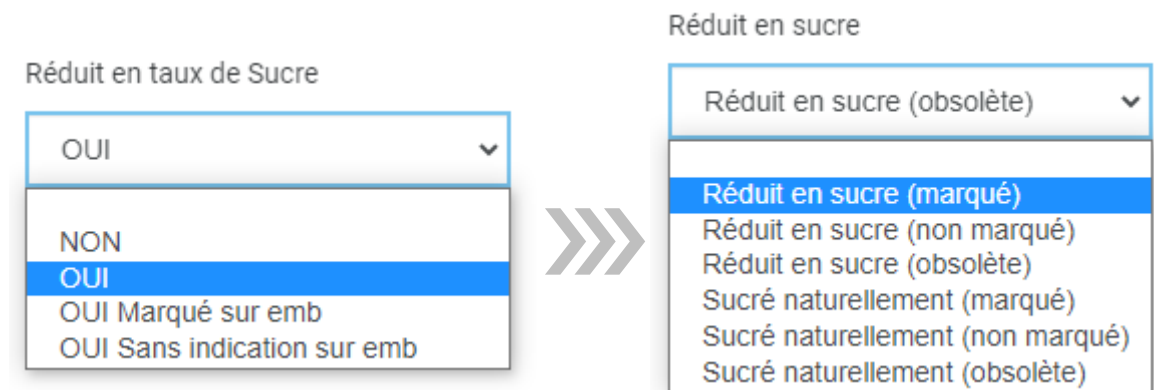 Réduit en taux de Sucre
OUI
NON
OUI
OUI Marqué sur emb
OUI Sans indication sur emb
Réduit en sucre
Réduit en sucre (obsolète)
Réduit en sucre (marqué)
Réduit en sucre (non marqué)
Réduit en sucre (obsolète)
Sucré naturellement (marqué)
Sucré naturellement (non marqué)
Sucré naturellement (obsolète)